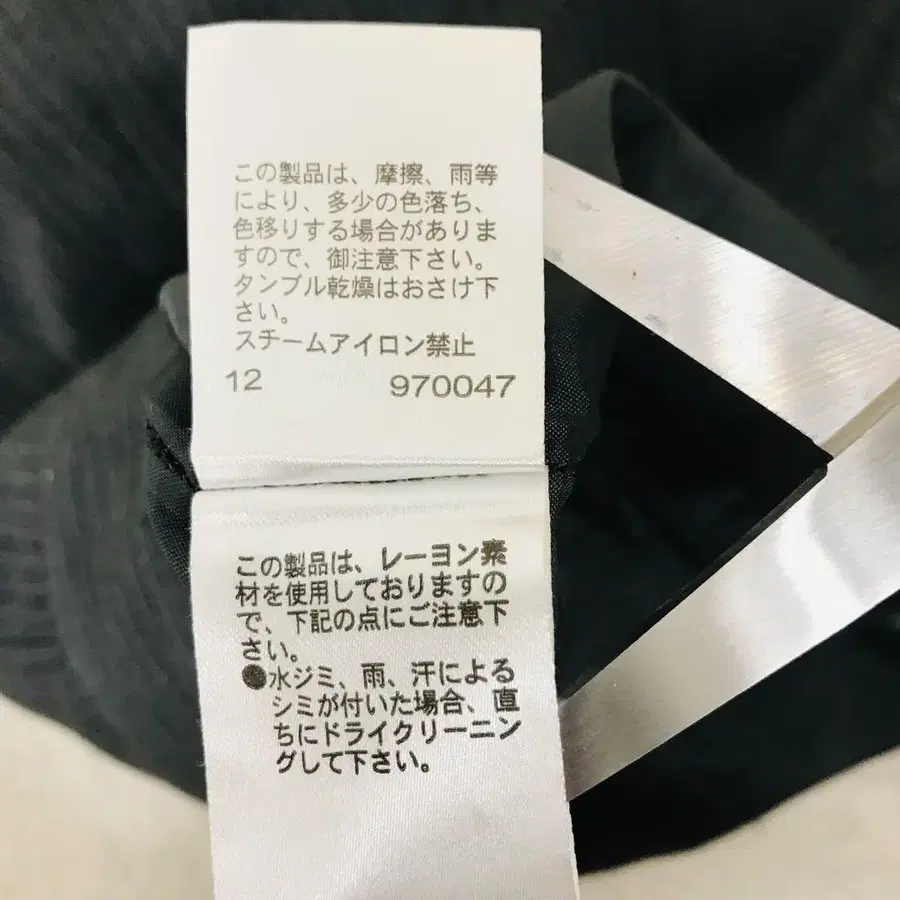 この製品は、摩擦、雨等
により、多少の色落ち、
色移りする場合がありま
すので、御注意下さい。
タンブル乾燥はおさけ下
さい。
スチームアイロン禁止
12 970047
この製品は、レーヨン素
材を使用しておりますの
で、下記の点にご注意下
さい。
●水ジミ、雨、汗による
シミが付いた場合、直
ちにドライクリーニン
グして下さい。